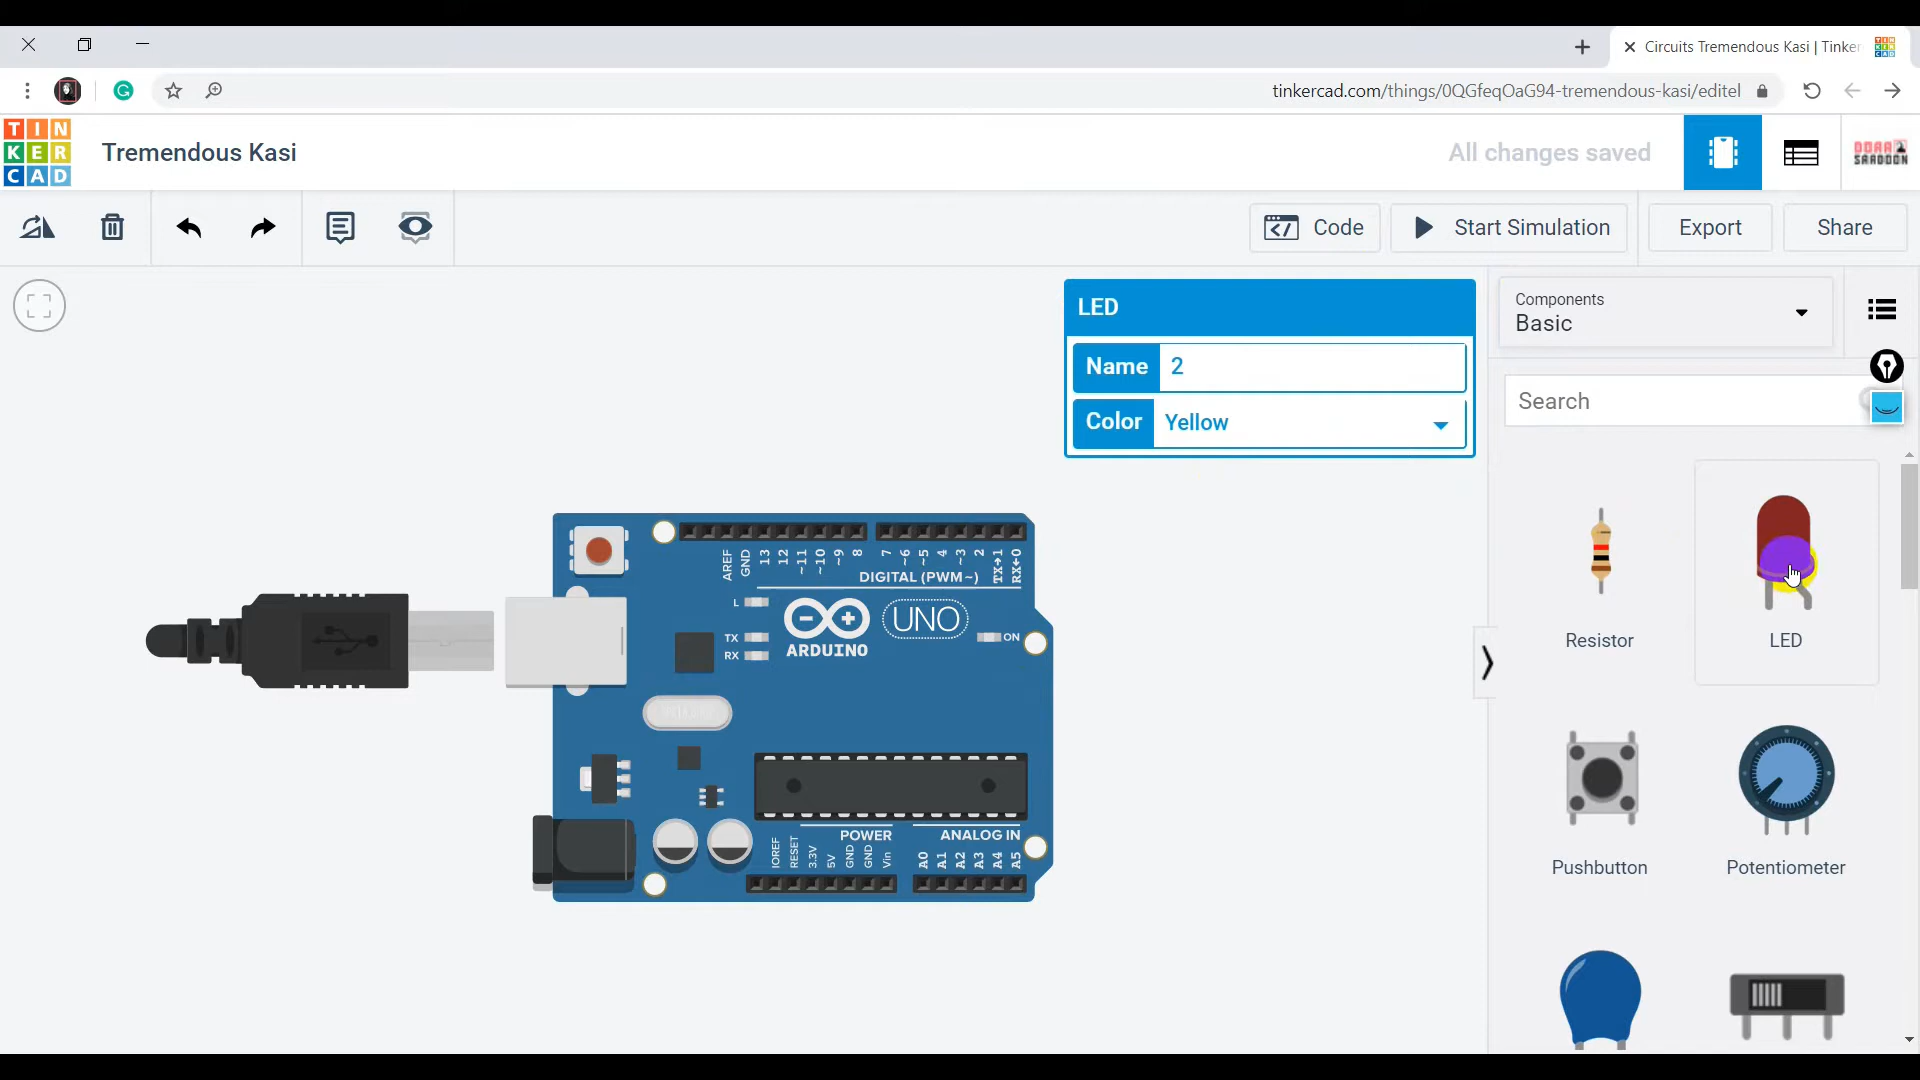 Circuits Tremendous Kasi | Tinke
tinkercad.com/things/0QGfeqOaG94-tremendous-kasi/editel
TIN
KER
CAD
Tremendous Kasi
All changes saved
Code
Start Simulation
Export
Share
LED
Name 2
Color Yellow
Components
Basic
Search
Resistor
LED
Pushbutton
Potentiometer
AREF
GND
13
12
~11
~10
~9
8
7
~6
~5
4
~3
2
TX→1
RX←0
DIGITAL (PWM~)
L
TX
RX
ARDUINO
UNO
ON
POWER
ANALOG IN
IOREF
RESET
3.3V
5V
GND
GND
Vin
A0
A1
A2
A3
A4
A5